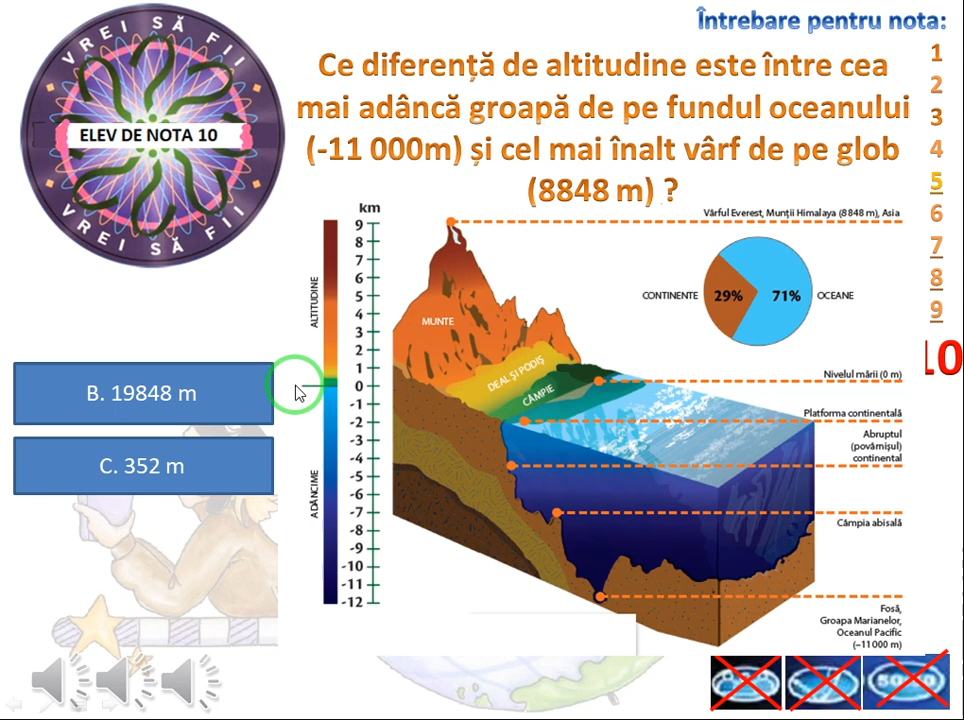 VREI SĂ FII
ELEV DE NOTA 10
VREI SĂ FII
Întrebare pentru nota:
1
2
3
4
5
6
7
8
9
10
Ce diferență de altitudine este între cea
mai adâncă groapă de pe fundul oceanului
(-11 000m) și cel mai înalt vârf de pe glob
(8848 m) ?
B. 19848 m
C. 352 m
km
9
8
7
6
5
4
3
2
1
0
-1
-2
-3
-4
-5
-6
-7
-8
-9
-10
-11
-12
ALTITUDINE
ADÂNCIME
Vârful Everest, Munții Himalaya (8848 m), Asia
CONTINENTE
29%
71%
OCEANE
MUNTE
DEAL ȘI PODIȘ
CÂMPIE
Nivelul mării (0 m)
Platforma continentală
Abruptul
(povârnișul)
continental
Câmpia abisală
Fosă,
Groapa Marianelor,
Oceanul Pacific
(~11 000 m)